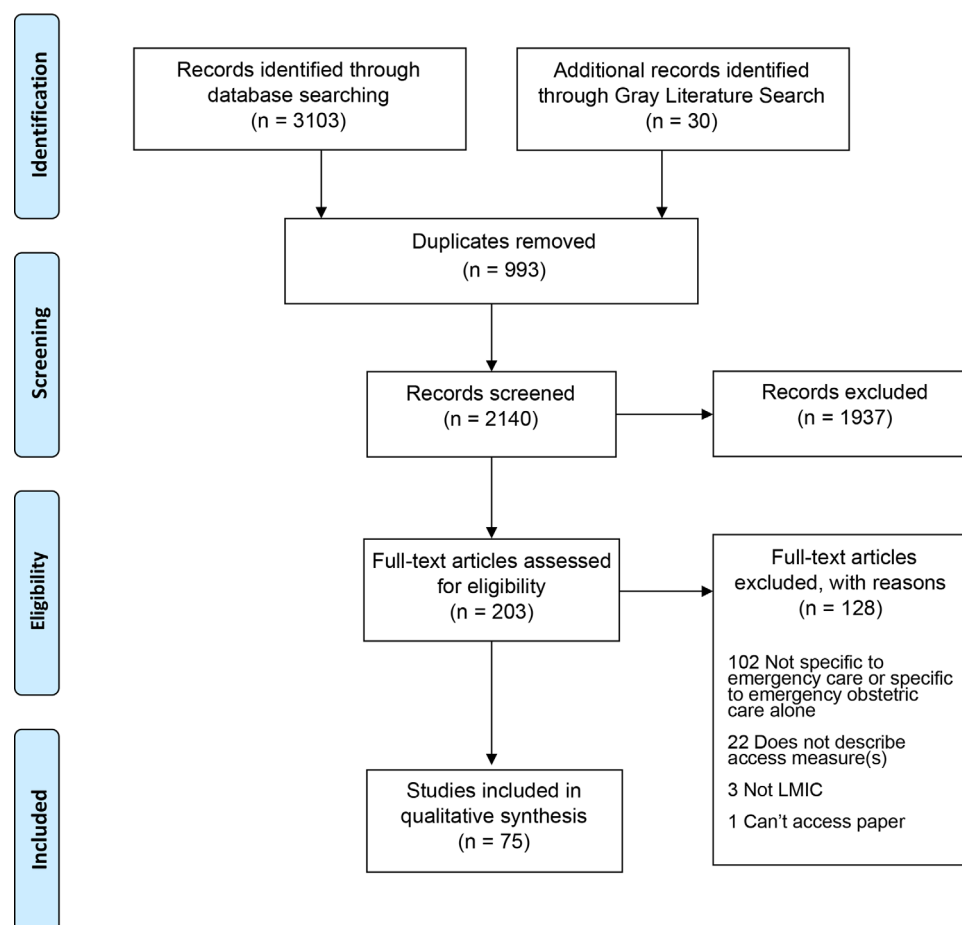 Identification
Records identified through
database searching
(n = 3103)
Additional records identified
through Gray Literature Search
(n = 30)
Duplicates removed
(n = 993)
Screening
Records screened
(n = 2140)
Records excluded
(n = 1937)
Eligibility
Full-text articles assessed
for eligibility
(n = 203)
Full-text articles
excluded, with reasons
(n = 128)
102 Not specific to
emergency care or specific
to emergency obstetric
care alone
22 Does not describe
access measure(s)
3 Not LMIC
1 Can't access paper
Included
Studies included in
qualitative synthesis
(n = 75)